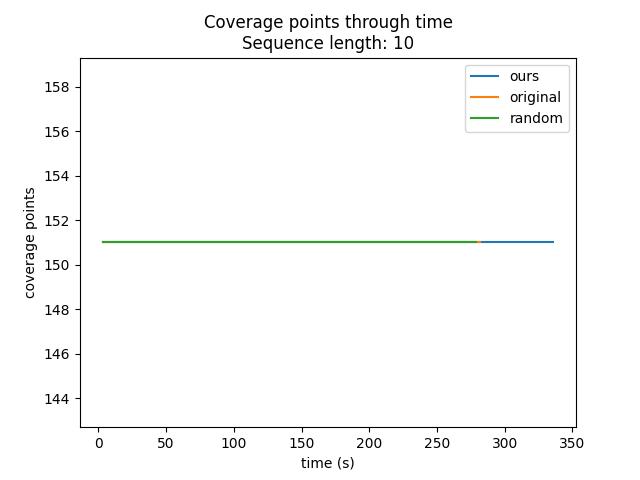 Coverage points through time
Sequence length: 10
ours
original
random
158
156
154
152
150
148
146
144
coverage points
0 50 100 150 200 250 300 350
time (s)